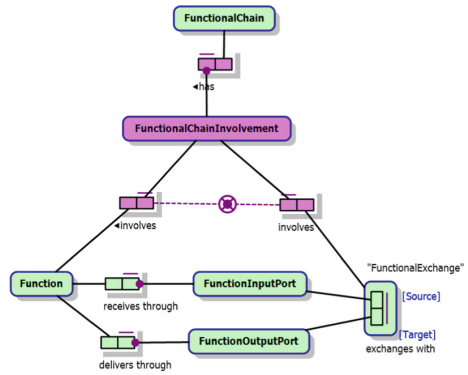 FunctionalChain
◄has
FunctionalChainInvolvement
◄involves
involves
"FunctionalExchange"
Function
FunctionInputPort
[Source]
receives through
FunctionOutputPort
[Target]
exchanges with
delivers through